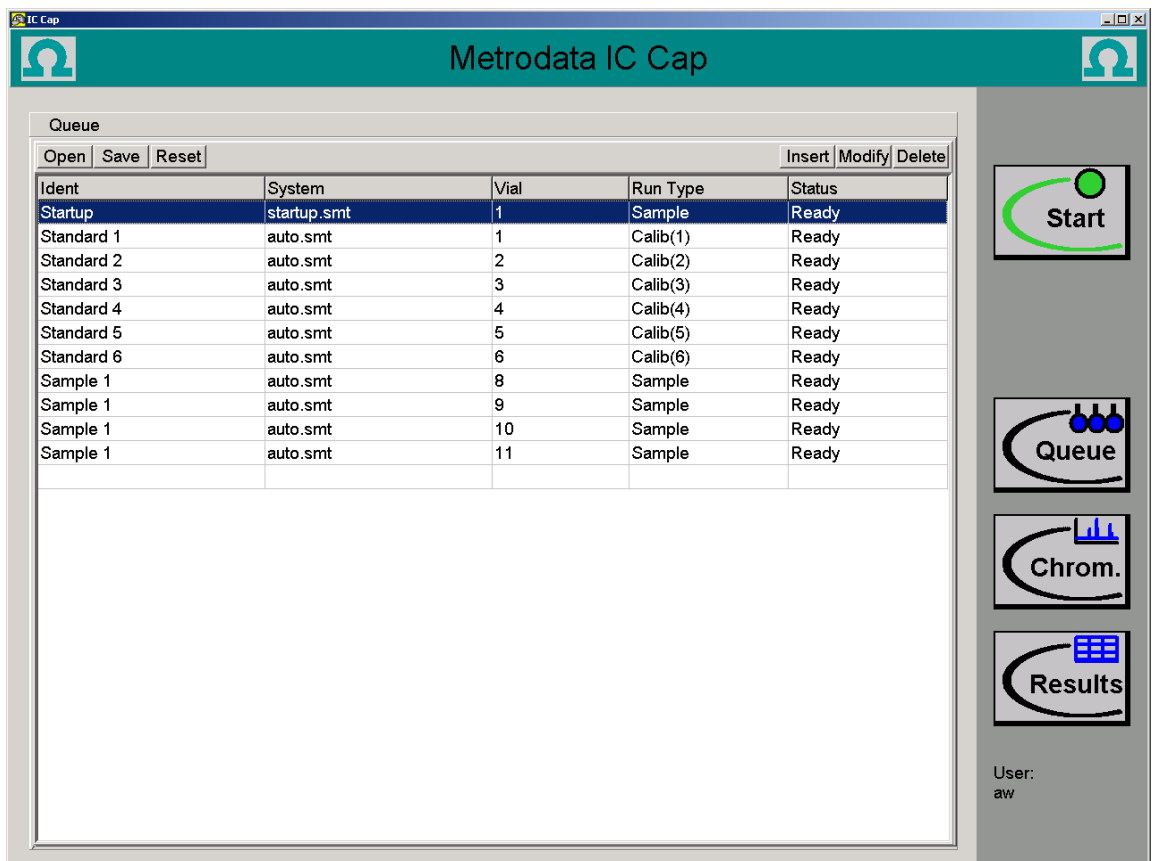 IC Cap
Metrodata IC Cap
Queue
Open Save Reset Insert Modify Delete
Ident System Vial Run Type Status
Startup startup.smt 1 Sample Ready
Standard 1 auto.smt 1 Calib(1) Ready
Standard 2 auto.smt 2 Calib(2) Ready
Standard 3 auto.smt 3 Calib(3) Ready
Standard 4 auto.smt 4 Calib(4) Ready
Standard 5 auto.smt 5 Calib(5) Ready
Standard 6 auto.smt 6 Calib(6) Ready
Sample 1 auto.smt 8 Sample Ready
Sample 1 auto.smt 9 Sample Ready
Sample 1 auto.smt 10 Sample Ready
Sample 1 auto.smt 11 Sample Ready
Start
Queue
Chrom.
Results
User:
aw